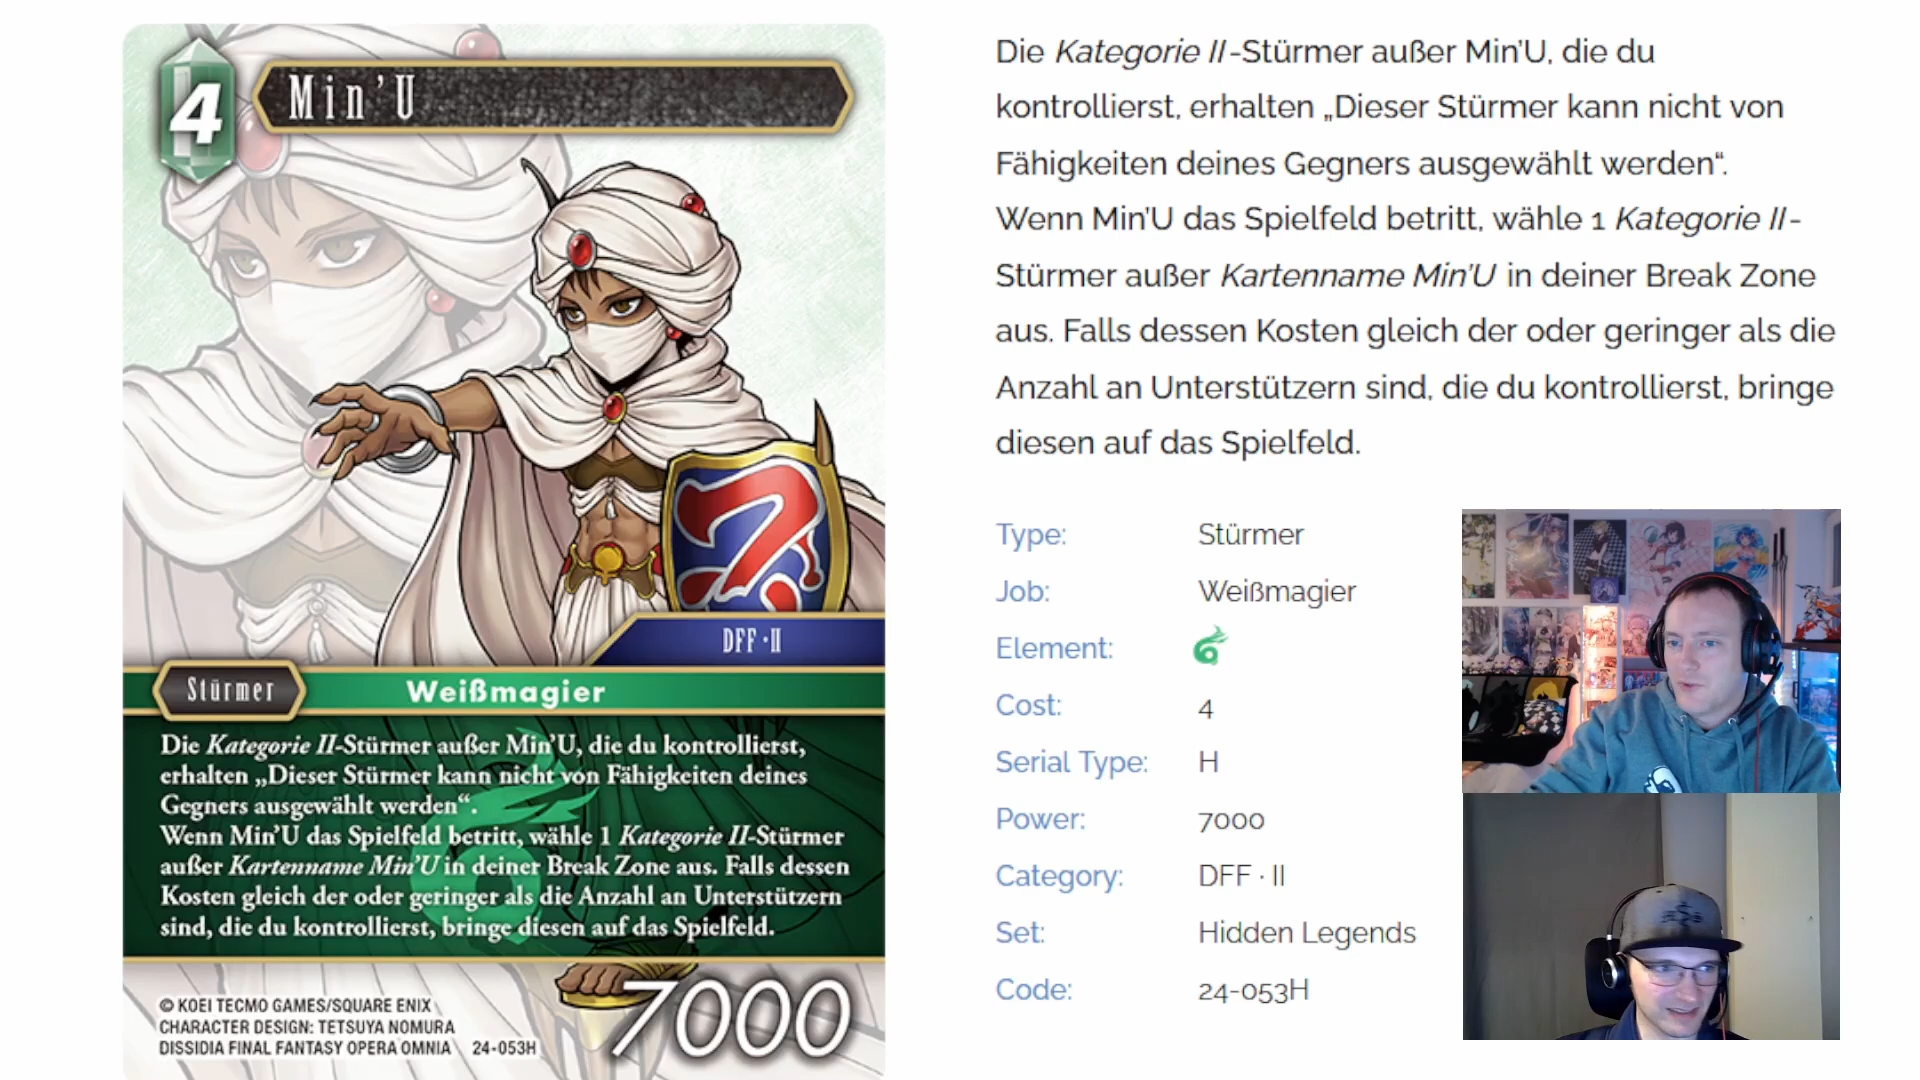 4
Min'U
DFF · II
Stürmer
Weißmagier
Die Kategorie II-Stürmer außer Min'U, die du kontrollierst,
erhalten „Dieser Stürmer kann nicht von Fähigkeiten deines
Gegners ausgewählt werden“.
Wenn Min'U das Spielfeld betritt, wähle 1 Kategorie II-Stürmer
außer Kartenname Min'U in deiner Break Zone aus. Falls dessen
Kosten gleich der oder geringer als die Anzahl an Unterstützern
sind, die du kontrollierst, bringe diesen auf das Spielfeld.
© KOEI TECMO GAMES/SQUARE ENIX
CHARACTER DESIGN: TETSUYA NOMURA
DISSIDIA FINAL FANTASY OPERA OMNIA 24-053H
7000
Die Kategorie II-Stürmer außer Min'U, die du
kontrollierst, erhalten „Dieser Stürmer kann nicht von
Fähigkeiten deines Gegners ausgewählt werden“.
Wenn Min'U das Spielfeld betritt, wähle 1 Kategorie II-
Stürmer außer Kartenname Min'U in deiner Break Zone
aus. Falls dessen Kosten gleich der oder geringer als die
Anzahl an Unterstützern sind, die du kontrollierst, bringe
diesen auf das Spielfeld.
Type: Stürmer
Job: Weißmagier
Element:
Cost: 4
Serial Type: H
Power: 7000
Category: DFF · II
Set: Hidden Legends
Code: 24-053H